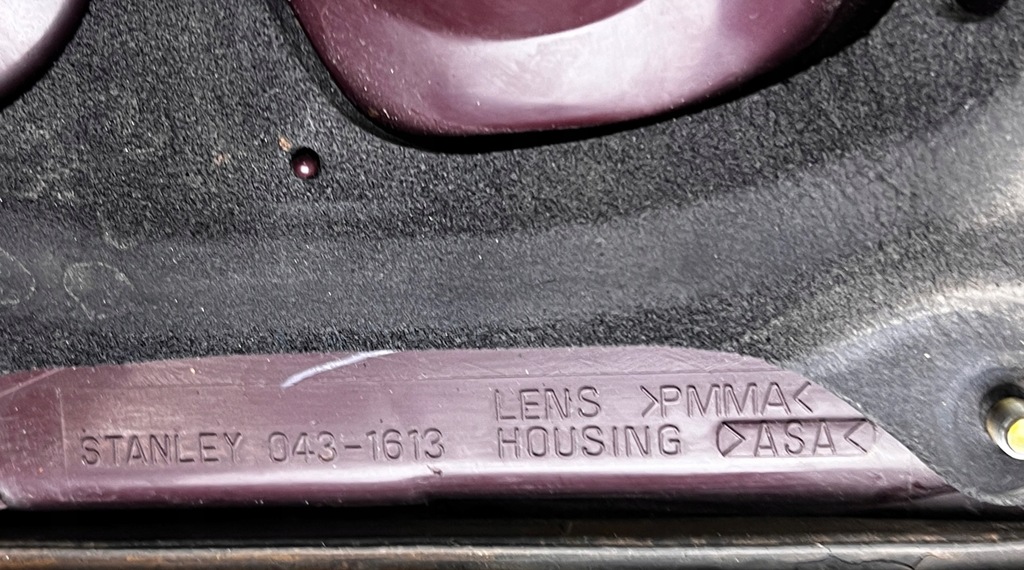 LENS >PMMA<
STANLEY 043-1613 HOUSING >ASA<